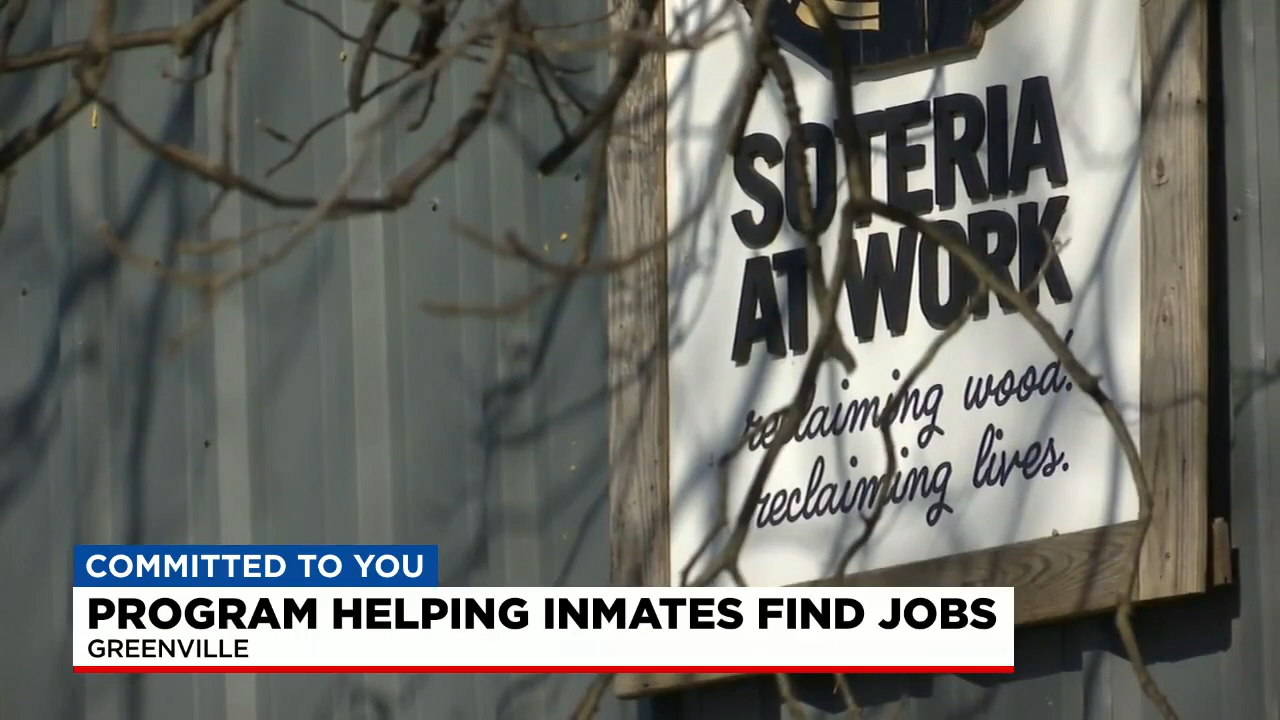 SOTERIA
AT WORK
reclaiming wood.
reclaiming lives.
COMMITTED TO YOU
PROGRAM HELPING INMATES FIND JOBS
GREENVILLE